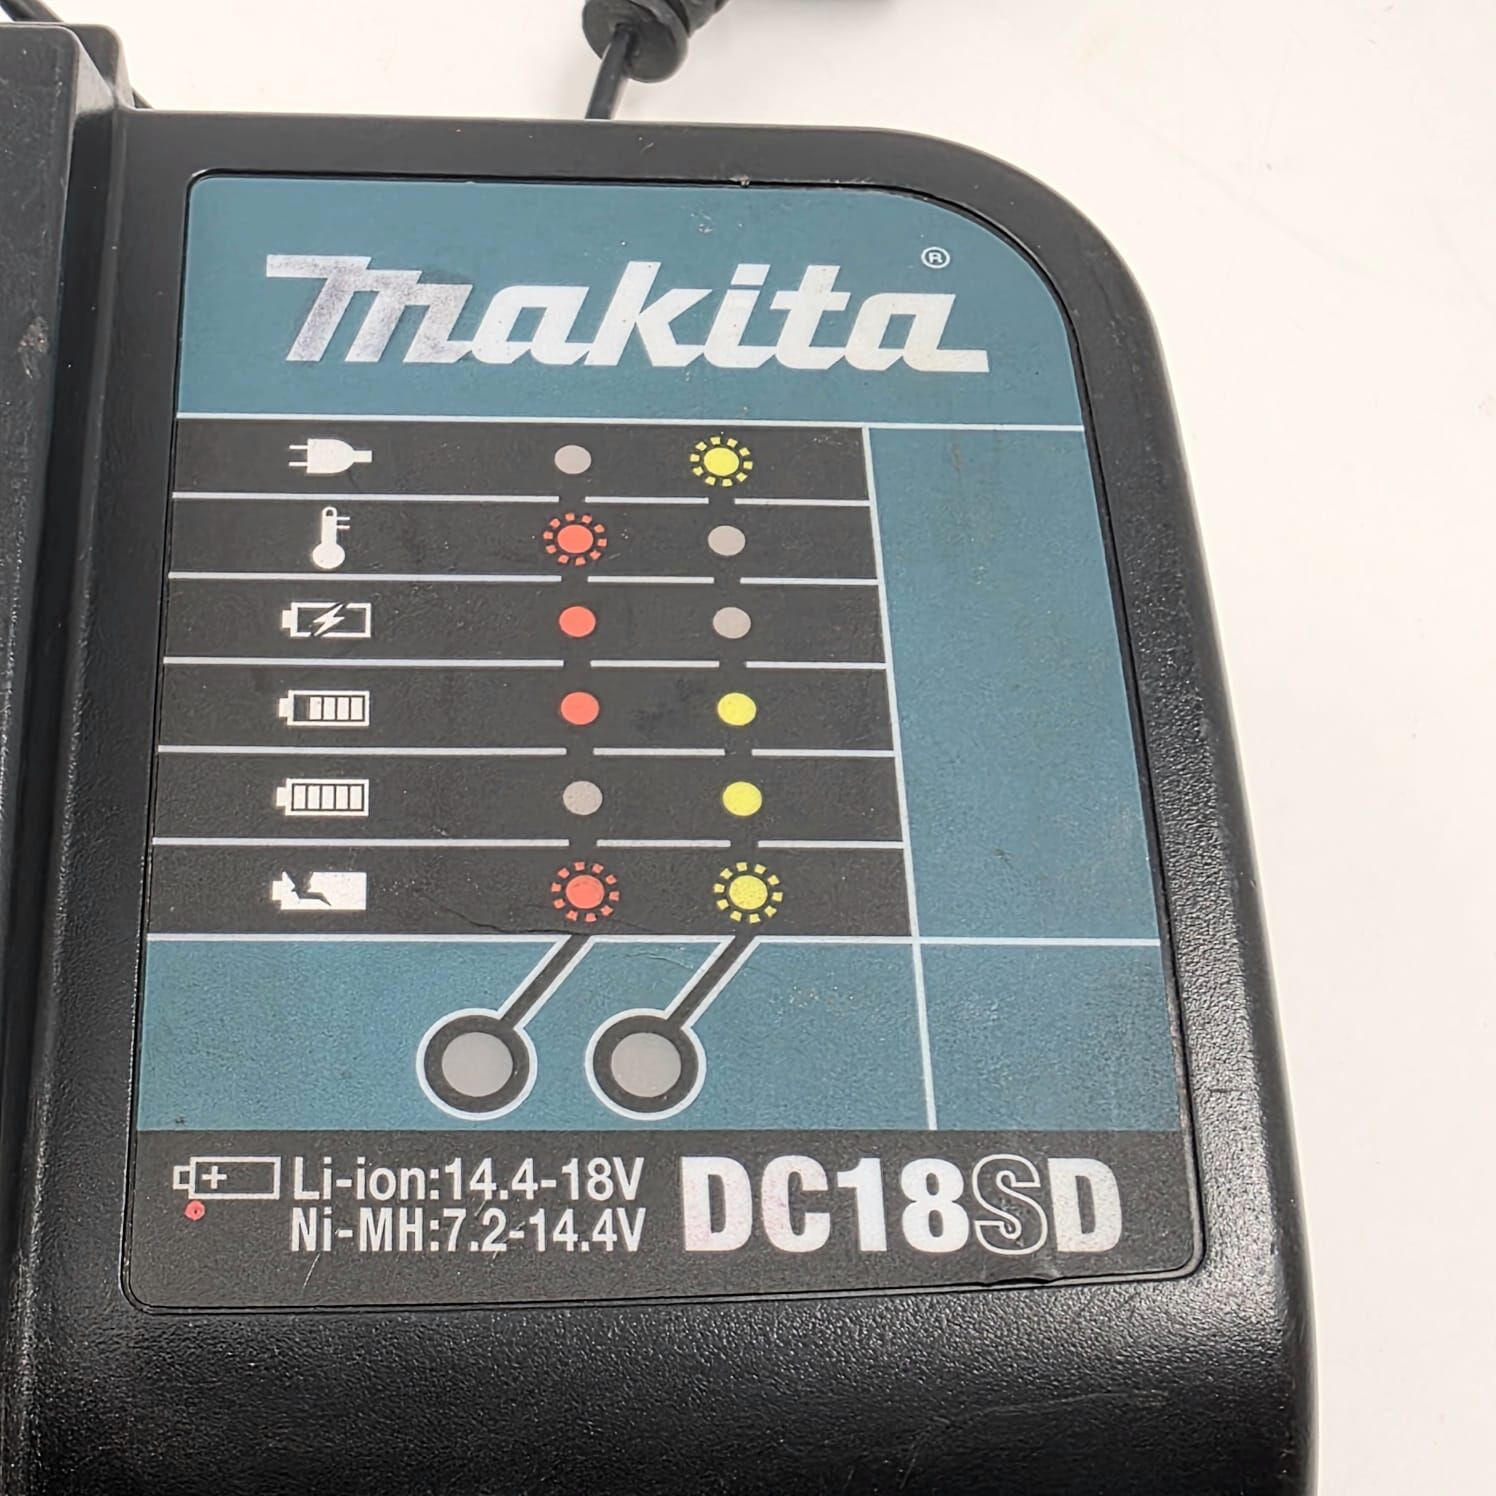 makita®
Li-ion:14.4-18V
Ni-MH:7.2-14.4V
DC18SD